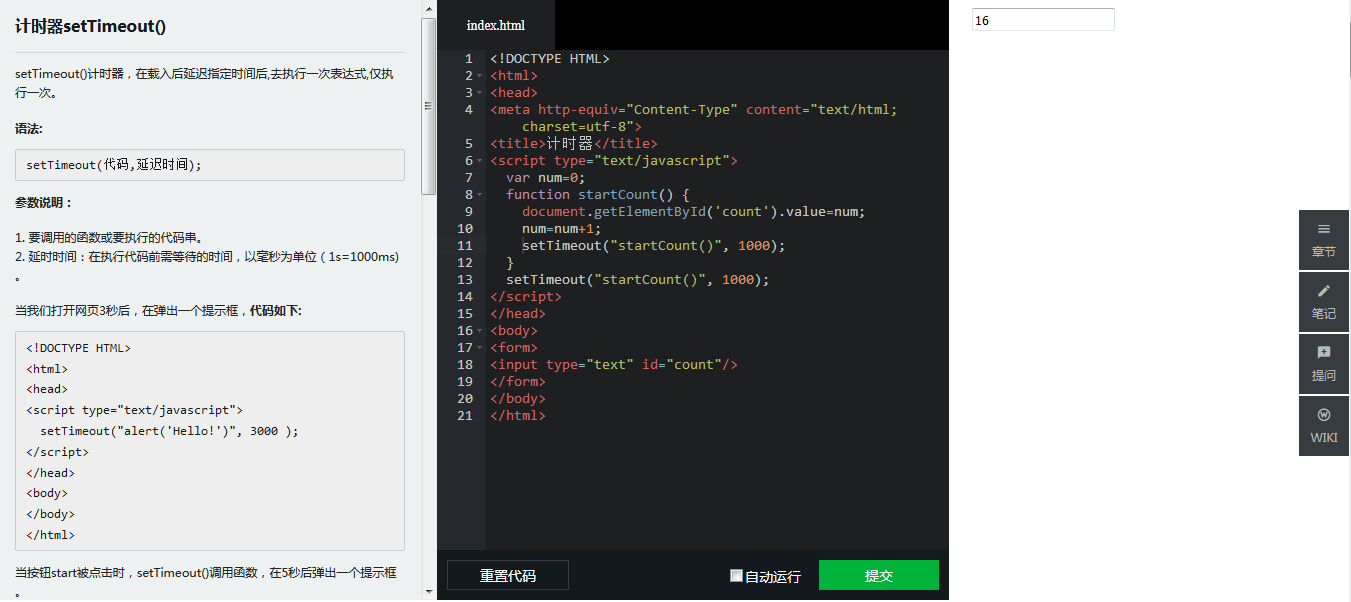 计时器setTimeout()
setTimeout()计时器，在载入后延迟指定时间后,去执行一次表达式,仅执
行一次。
语法:
setTimeout(代码,延迟时间);
参数说明：
1. 要调用的函数或要执行的代码串。
2. 延时时间：在执行代码前需等待的时间，以毫秒为单位（1s=1000ms)
。
当我们打开网页3秒后，在弹出一个提示框，代码如下:
<!DOCTYPE HTML>
<html>
<head>
<script type="text/javascript">
setTimeout("alert('Hello!')", 3000 );
</script>
</head>
<body>
</body>
</html>
当按钮start被点击时，setTimeout()调用函数，在5秒后弹出一个提示框
。
index.html
1 <!DOCTYPE HTML>
2 <html>
3 <head>
4 <meta http-equiv="Content-Type" content="text/html;
charset=utf-8">
5 <title>计时器</title>
6 <script type="text/javascript">
7 var num=0;
8 function startCount() {
9 document.getElementById('count').value=num;
10 num=num+1;
11 setTimeout("startCount()", 1000);
12 }
13 setTimeout("startCount()", 1000);
14 </script>
15 </head>
16 <body>
17 <form>
18 <input type="text" id="count"/>
19 </form>
20 </body>
21 </html>
重置代码
自动运行
提交
16
章节
笔记
提问
WIKI